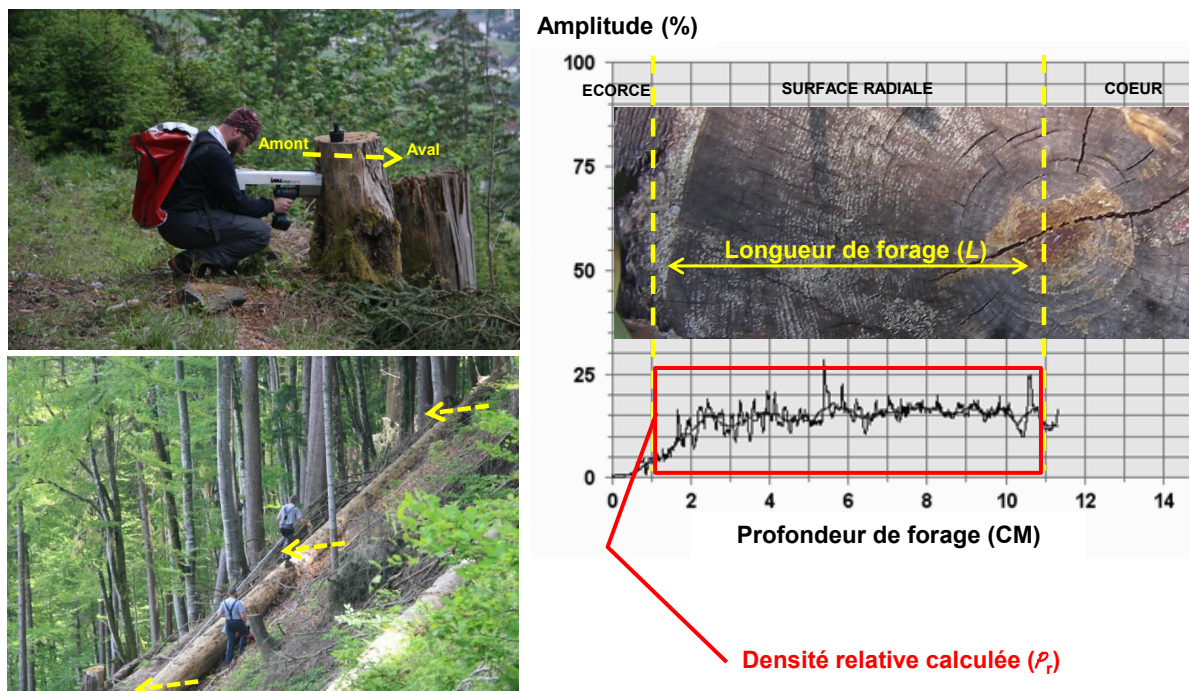 Amont
Aval
Amplitude (%)
100
ECORCE
SURFACE RADIALE
COEUR
75
Longueur de forage (L)
50
25
0
0 2 4 6 8 10 12 14
Profondeur de forage (CM)
Densité relative calculée (Pr)